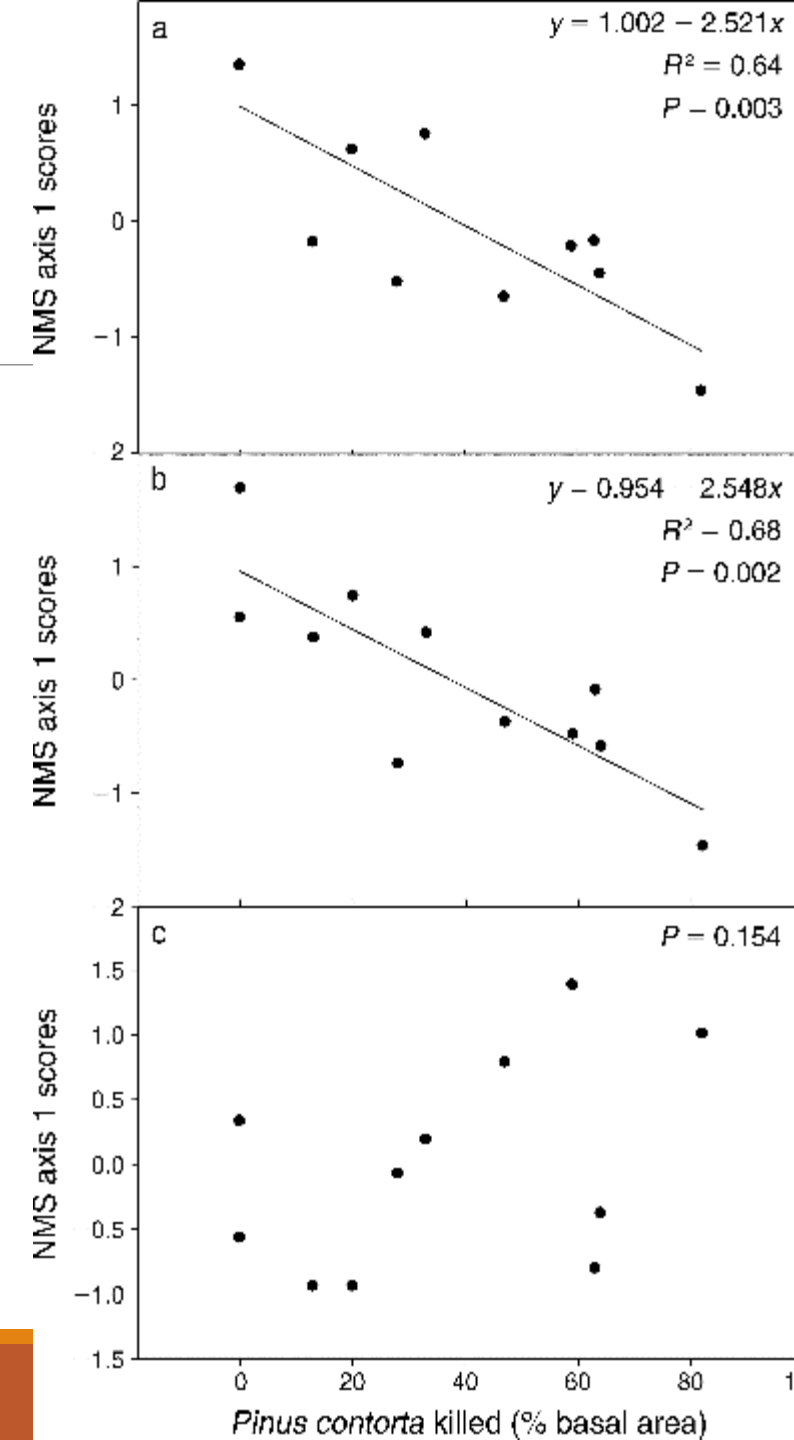 a
y = 1.002 − 2.521x
R² = 0.64
P − 0.003
1
0
−1
2
NMS axis 1 scores
b
y − 0.954 2.548x
R² − 0.68
P − 0.002
1
0
−1
2
NMS axis 1 scores
c
P = 0.154
1.5
1.0
0.5
0.0
0.5
−1.0
1.5
NMS axis 1 scores
0 20 40 60 80 1
Pinus contorta killed (% basal area)